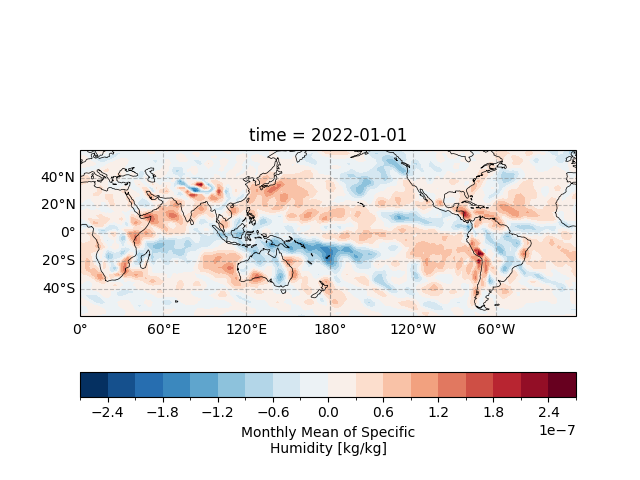 time = 2022-01-01
40°N
20°N
0°
20°S
40°S
0° 60°E 120°E 180° 120°W 60°W
−2.4 −1.8 −1.2 −0.6 0.0 0.6 1.2 1.8 2.4
1e−7
Monthly Mean of Specific
Humidity [kg/kg]